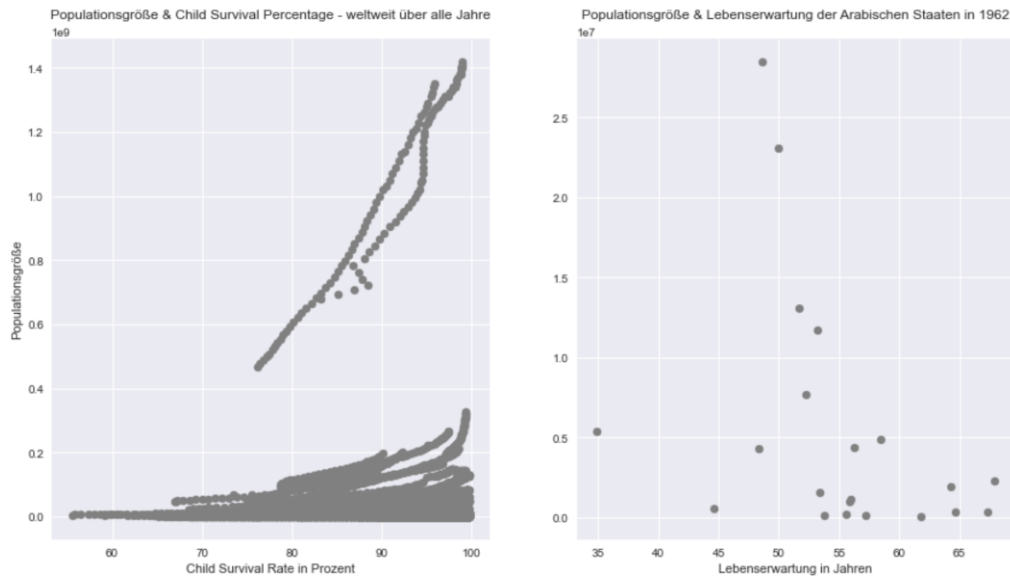 Populationsgröße & Child Survival Percentage - weltweit über alle Jahre
1e9
1.4
1.2
1.0
0.8
0.6
0.4
0.2
0.0
Populationsgröße
60 70 80 90 100
Child Survival Rate in Prozent
Populationsgröße & Lebenserwartung der Arabischen Staaten in 1962
1e7
2.5
2.0
1.5
1.0
0.5
0.0
35 40 45 50 55 60 65
Lebenserwartung in Jahren